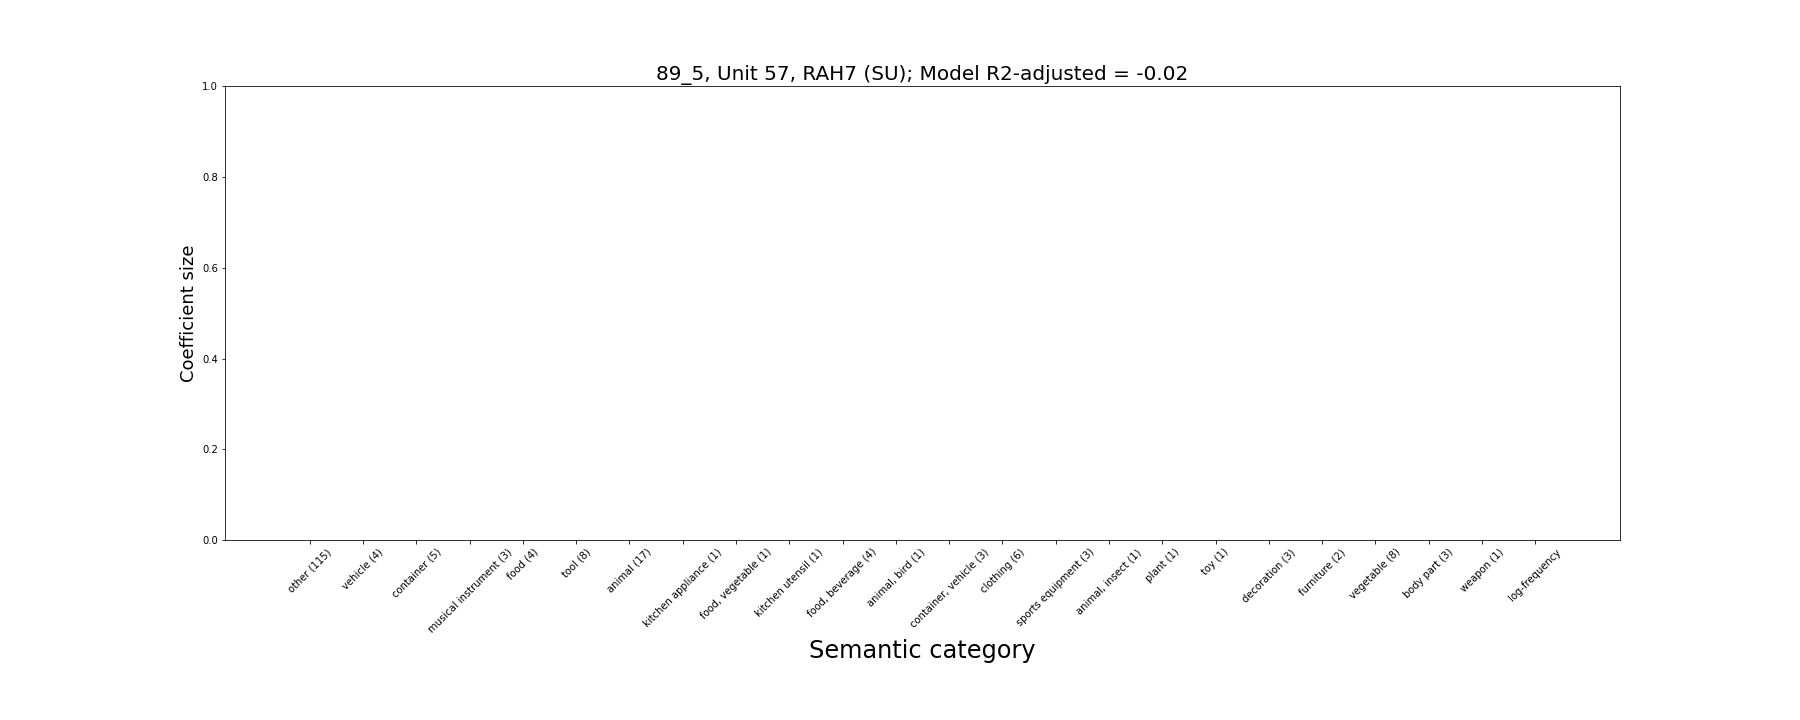 89_5, Unit 57, RAH7 (SU); Model R2-adjusted = -0.02
1.0
0.8
0.6
0.4
0.2
0.0
Coefficient size
other (115)
vehicle (4)
container (5)
musical instrument (3)
food (4)
tool (8)
animal (17)
kitchen appliance (1)
food, vegetable (1)
kitchen utensil (1)
food, beverage (4)
animal, bird (1)
container, vehicle (3)
clothing (6)
sports equipment (3)
animal, insect (1)
plant (1)
toy (1)
decoration (3)
furniture (2)
vegetable (8)
body part (3)
weapon (1)
log-frequency
Semantic category